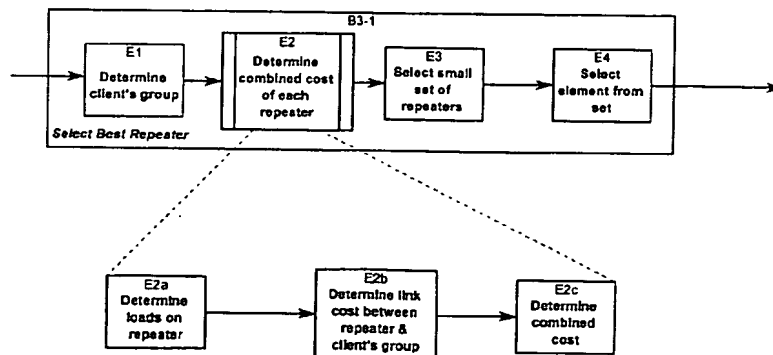 B3-1
E1
Determine
client's group
E2
Determine
combined cost
of each
repeater
E3
Select small
set of
repeaters
E4
Select
element from
set
Select Best Repeater
E2a
Determine
loads on
repeater
E2b
Determine link
cost between
repeater &
client's group
E2c
Determine
combined
cost